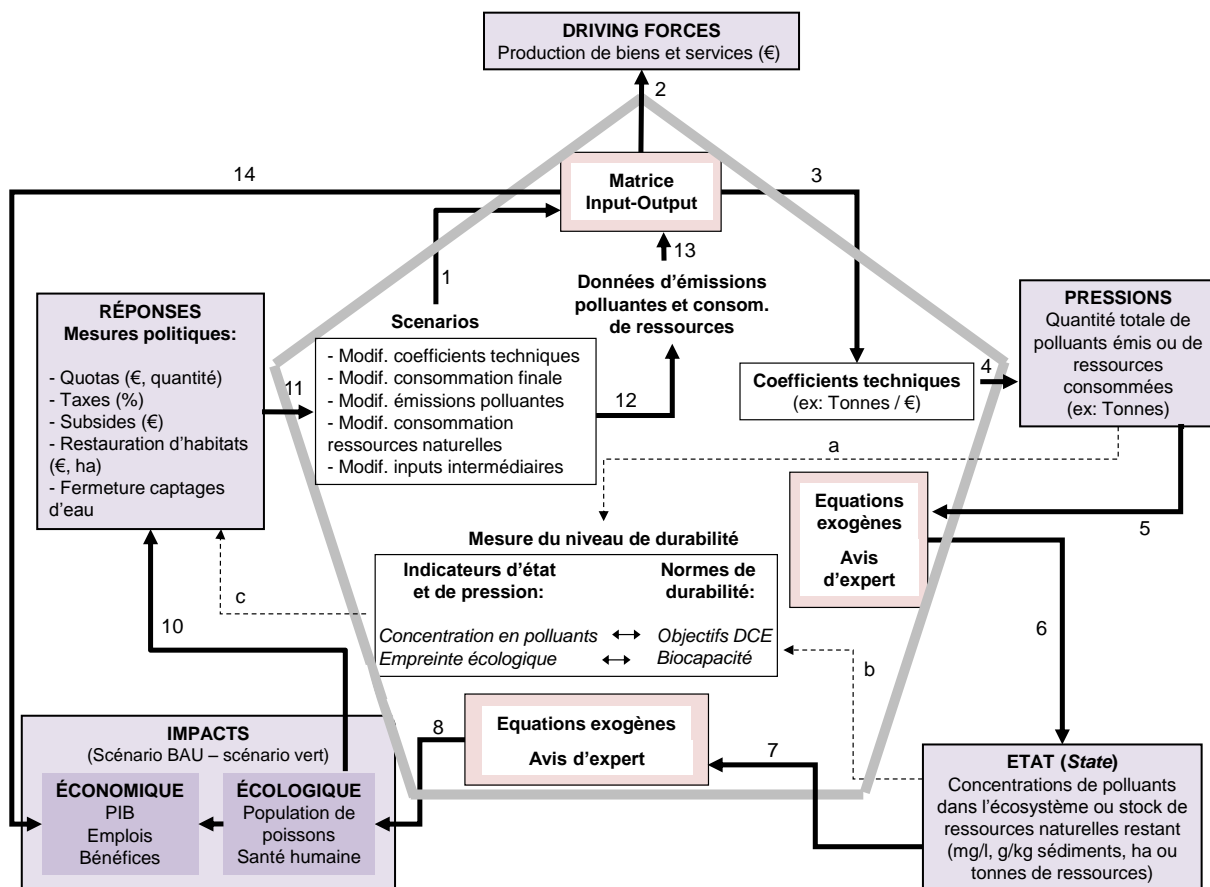 DRIVING FORCES
Production de biens et services (€)
2
14
Matrice
Input-Output
3
1
13
Données d'émissions
polluantes et consom.
de ressources
Scenarios
RÉPONSES
Mesures politiques:
- Quotas (€, quantité)
- Taxes (%)
- Subsides (€)
- Restauration d'habitats
(€, ha)
- Fermeture captages
d'eau
11
- Modif. coefficients techniques
- Modif. consommation finale
- Modif. émissions polluantes
- Modif. consommation
ressources naturelles
- Modif. inputs intermédiaires
12
Coefficients techniques
(ex: Tonnes / €)
4
PRESSIONS
Quantité totale de
polluants émis ou de
ressources
consommées
(ex: Tonnes)
a
5
Equations
exogènes
Avis
d'expert
6
Mesure du niveau de durabilité
Indicateurs d'état
et de pression:
Normes de
durabilité:
Concentration en polluants ↔ Objectifs DCE
Empreinte écologique ↔ Biocapacité
c
b
10
8
Equations exogènes
Avis d'expert
7
IMPACTS
(Scénario BAU – scénario vert)
ÉCONOMIQUE
PIB
Emplois
Bénéfices
ÉCOLOGIQUE
Population de
poissons
Santé humaine
ETAT (State)
Concentrations de polluants
dans l'écosystème ou stock de
ressources naturelles restant
(mg/l, g/kg sédiments, ha ou
tonnes de ressources)